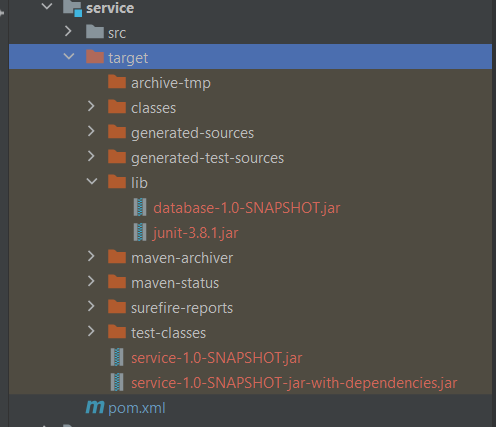 service
src
target
archive-tmp
classes
generated-sources
generated-test-sources
lib
database-1.0-SNAPSHOT.jar
junit-3.8.1.jar
maven-archiver
maven-status
surefire-reports
test-classes
service-1.0-SNAPSHOT.jar
service-1.0-SNAPSHOT-jar-with-dependencies.jar
m pom.xml